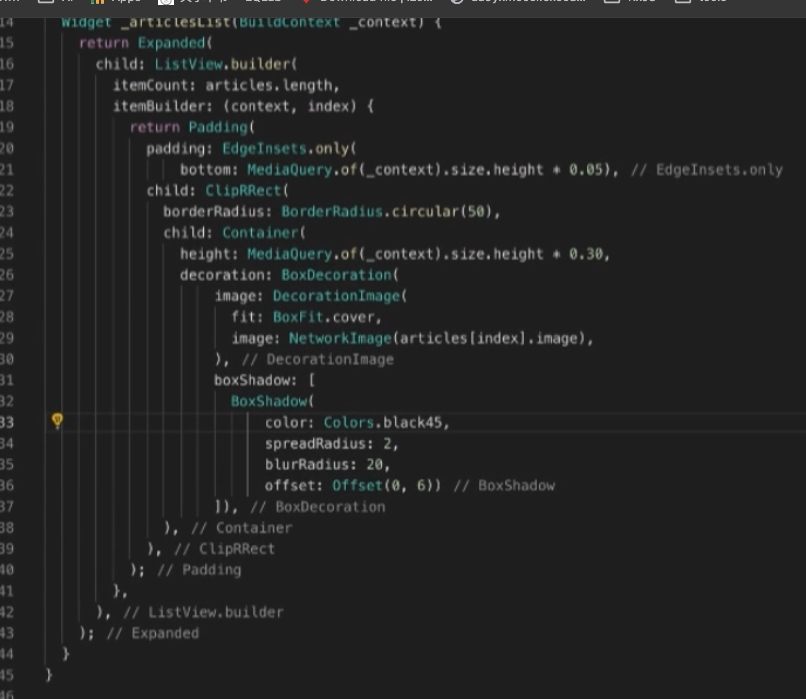 Apps
14 Widget _articlesList(BuildContext _context) {
15 return Expanded(
16 child: ListView.builder(
17 itemCount: articles.length,
18 itemBuilder: (context, index) {
19 return Padding(
20 padding: EdgeInsets.only(
21 bottom: MediaQuery.of(_context).size.height * 0.05), // EdgeInsets.only
22 child: ClipRRect(
23 borderRadius: BorderRadius.circular(50),
24 child: Container(
25 height: MediaQuery.of(_context).size.height * 0.30,
26 decoration: BoxDecoration(
27 image: DecorationImage(
28 fit: BoxFit.cover,
29 image: NetworkImage(articles[index].image),
30 ), // DecorationImage
31 boxShadow: [
32 BoxShadow(
33 color: Colors.black45,
34 spreadRadius: 2,
35 blurRadius: 20,
36 offset: Offset(0, 6)) // BoxShadow
37 ]), // BoxDecoration
38 ), // Container
39 ), // ClipRRect
40 ); // Padding
41 },
42 ), // ListView.builder
43 ); // Expanded
44 }
45 }
46